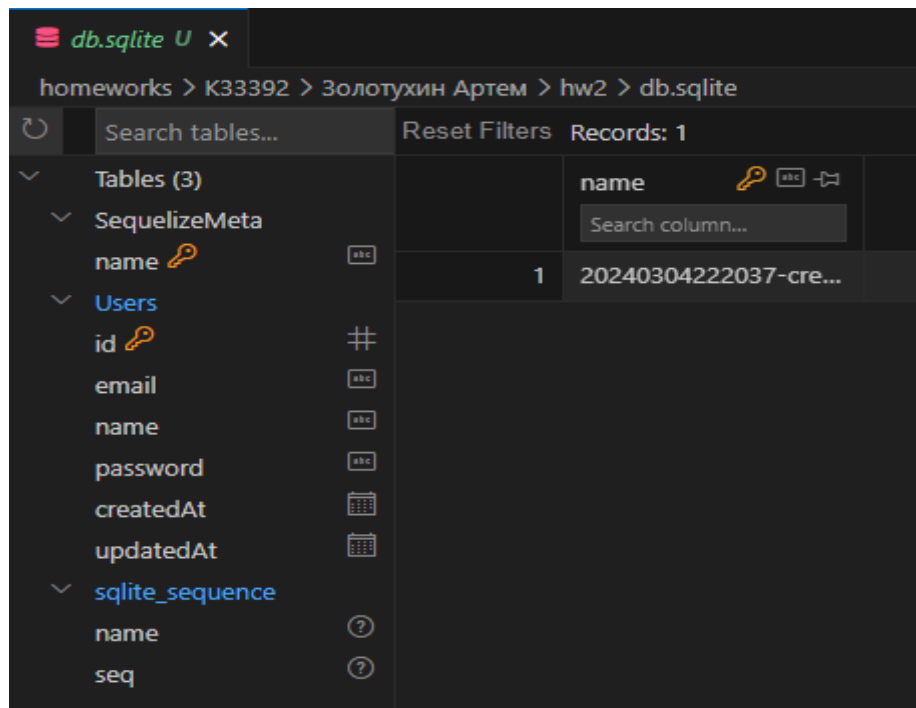 db.sqlite U
homeworks > K33392 > Золотухин Артем > hw2 > db.sqlite
Search tables...
Reset Filters Records: 1
Tables (3)
SequelizeMeta
name
Users
id
email
name
password
createdAt
updatedAt
sqlite_sequence
name
seq
name
Search column...
1 20240304222037-cre...